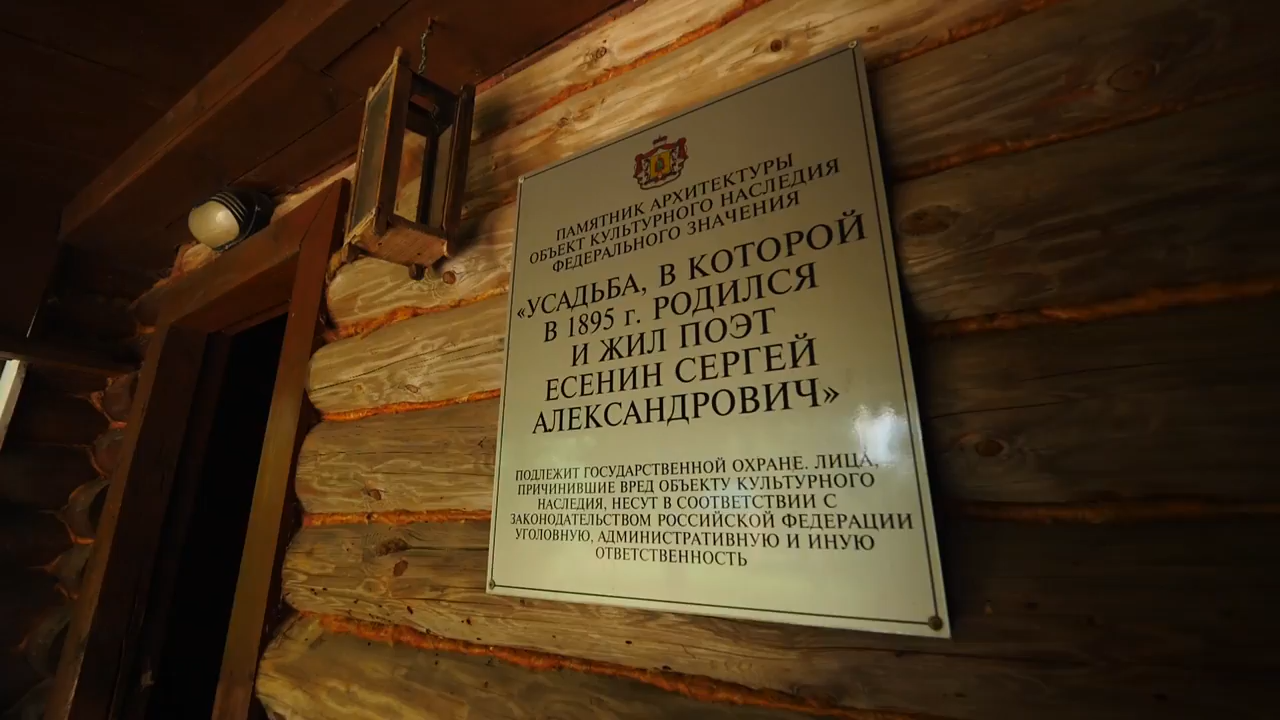 ПАМЯТНИК АРХИТЕКТУРЫ
ОБЪЕКТ КУЛЬТУРНОГО НАСЛЕДИЯ
ФЕДЕРАЛЬНОГО ЗНАЧЕНИЯ
«УСАДЬБА, В КОТОРОЙ
В 1895 г. РОДИЛСЯ
И ЖИЛ ПОЭТ
ЕСЕНИН СЕРГЕЙ
АЛЕКСАНДРОВИЧ»
ПОДЛЕЖИТ ГОСУДАРСТВЕННОЙ ОХРАНЕ. ЛИЦА,
ПРИЧИНИВШИЕ ВРЕД ОБЪЕКТУ КУЛЬТУРНОГО
НАСЛЕДИЯ, НЕСУТ В СООТВЕТСТВИИ С
ЗАКОНОДАТЕЛЬСТВОМ РОССИЙСКОЙ ФЕДЕРАЦИИ
УГОЛОВНУЮ, АДМИНИСТРАТИВНУЮ И ИНУЮ
ОТВЕТСТВЕННОСТЬ